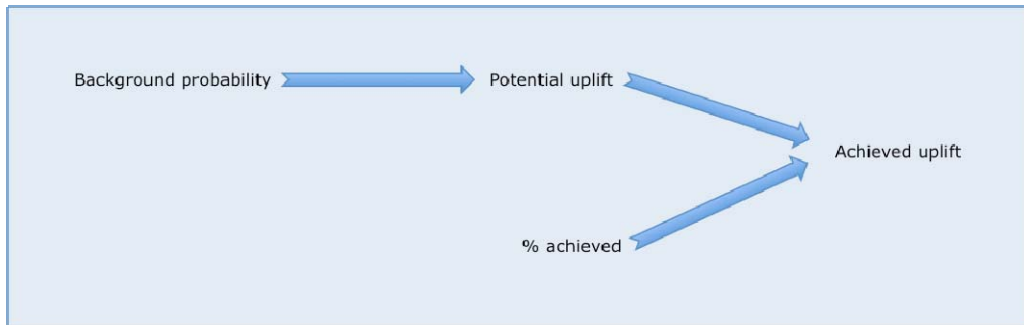 Background probability
Potential uplift
Achieved uplift
% achieved